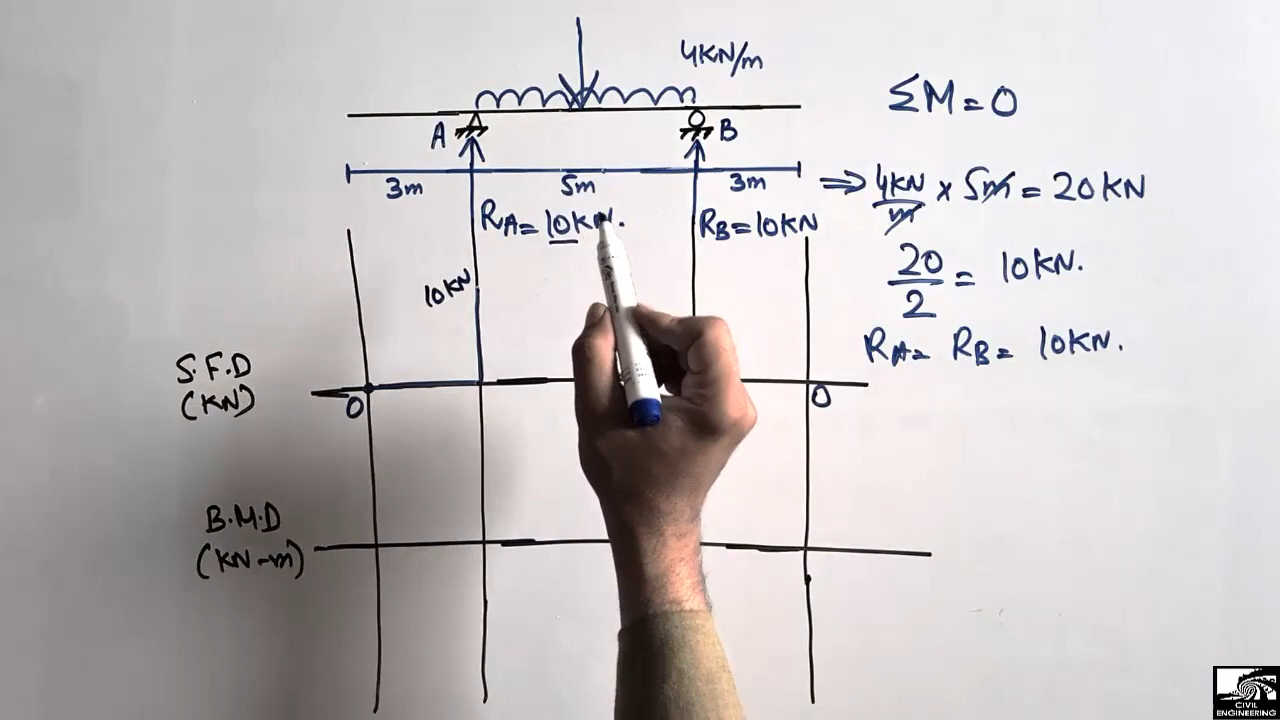 4KN/m
A
B
3m
5m
3m
RA= 10KN.
RB= 10KN
10KN
S.F.D
(KN)
0
0
B.M.D
(KN-m)
ΣM=0
⇒ 4KN/m × 5m = 20KN
20/2 = 10KN.
RA= RB= 10KN.
CIVIL
ENGINEERING